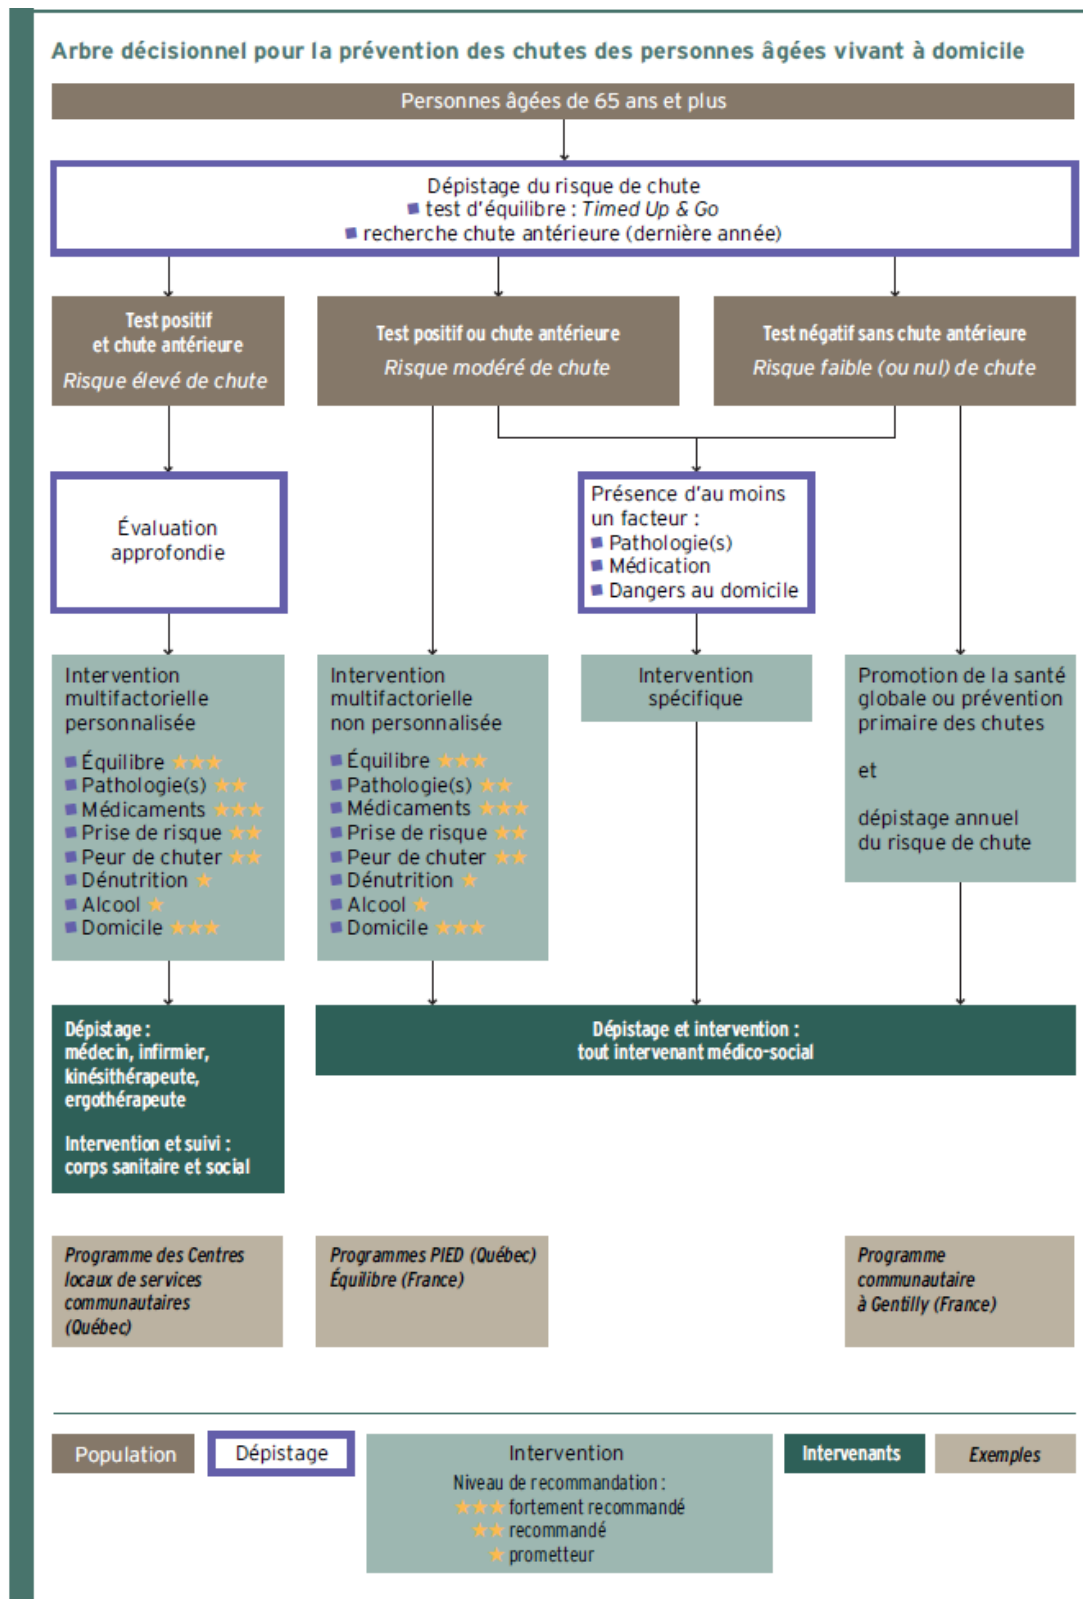 Arbre décisionnel pour la prévention des chutes des personnes âgées vivant à domicile
Personnes âgées de 65 ans et plus
Dépistage du risque de chute
■ test d'équilibre : Timed Up & Go
■ recherche chute antérieure (dernière année)
Test positif
et chute antérieure
Risque élevé de chute
Test positif ou chute antérieure
Risque modéré de chute
Test négatif sans chute antérieure
Risque faible (ou nul) de chute
Évaluation
approfondie
Présence d'au moins
un facteur :
■ Pathologie(s)
■ Médication
■ Dangers au domicile
Intervention
multifactorielle
personnalisée
■ Équilibre ★★★
■ Pathologie(s) ★★
■ Médicaments ★★★
■ Prise de risque ★★
■ Peur de chuter ★★
■ Dénutrition ★
■ Alcool ★
■ Domicile ★★★
Intervention
multifactorielle
non personnalisée
■ Équilibre ★★★
■ Pathologie(s) ★★
■ Médicaments ★★★
■ Prise de risque ★★
■ Peur de chuter ★★
■ Dénutrition ★
■ Alcool ★
■ Domicile ★★★
Intervention
spécifique
Promotion de la santé
globale ou prévention
primaire des chutes
et
dépistage annuel
du risque de chute
Dépistage :
médecin, infirmier,
kinésithérapeute,
ergothérapeute
Intervention et suivi :
corps sanitaire et social
Dépistage et intervention :
tout intervenant médico-social
Programme des Centres
locaux de services
communautaires
(Québec)
Programmes PIED (Québec)
Équilibre (France)
Programme
communautaire
à Gentilly (France)
Population
Dépistage
Intervention
Niveau de recommandation :
★★★ fortement recommandé
★★ recommandé
★ prometteur
Intervenants
Exemples